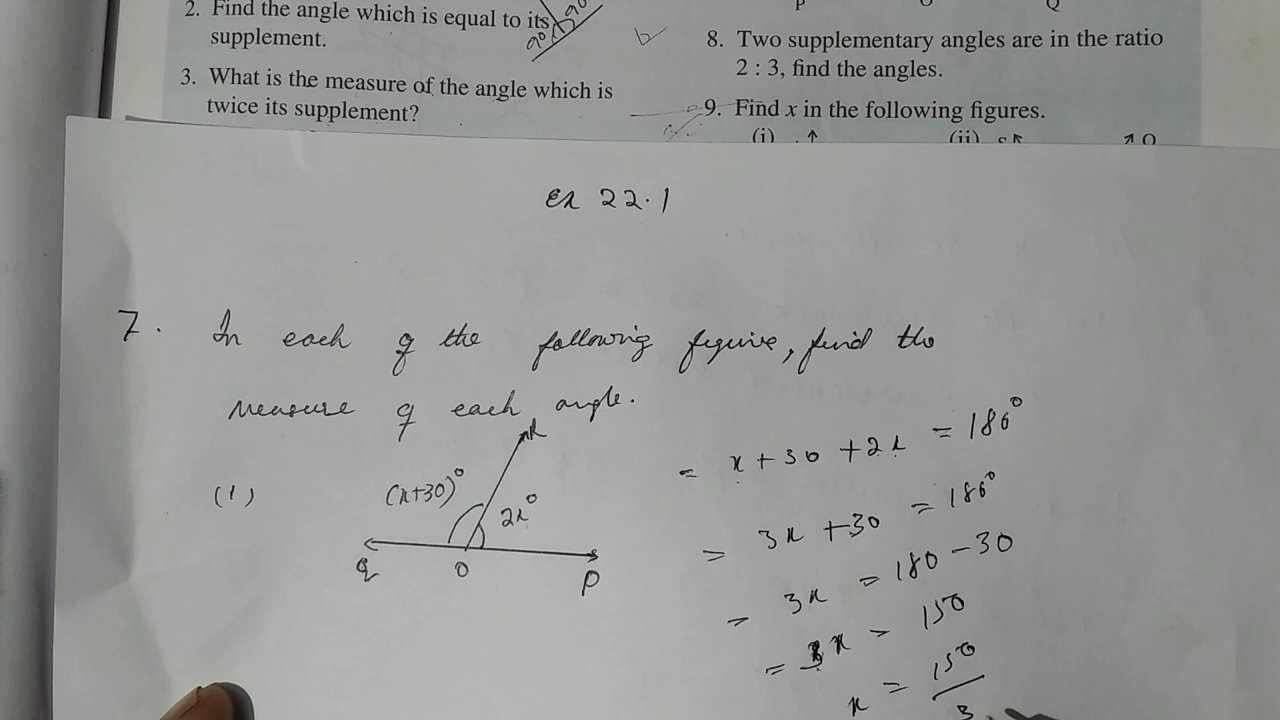 2. Find the angle which is equal to its
supplement.
90° 90
3. What is the measure of the angle which is
twice its supplement?
P O Q
8. Two supplementary angles are in the ratio
2 : 3, find the angles.
9. Find x in the following figures.
(i) (ii) Q
Ex 22.1
7. In each of the following figure, find the
measure of each angle.
(1)
R
(x+30)°
2x°
Q O P
= x + 30 + 2x = 180°
= 3x + 30 = 180°
= 3x = 180 - 30
= 3x = 150
x = 150
3